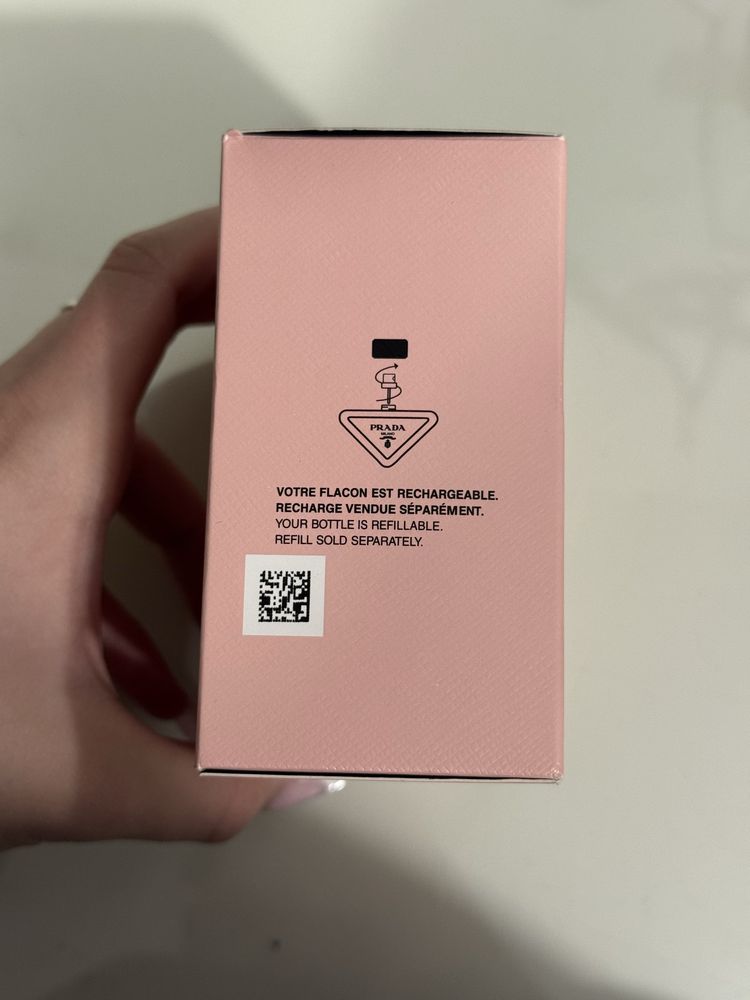 PRADA
MILANO
VOTRE FLACON EST RECHARGEABLE.
RECHARGE VENDUE SÉPARÉMENT.
YOUR BOTTLE IS REFILLABLE.
REFILL SOLD SEPARATELY.